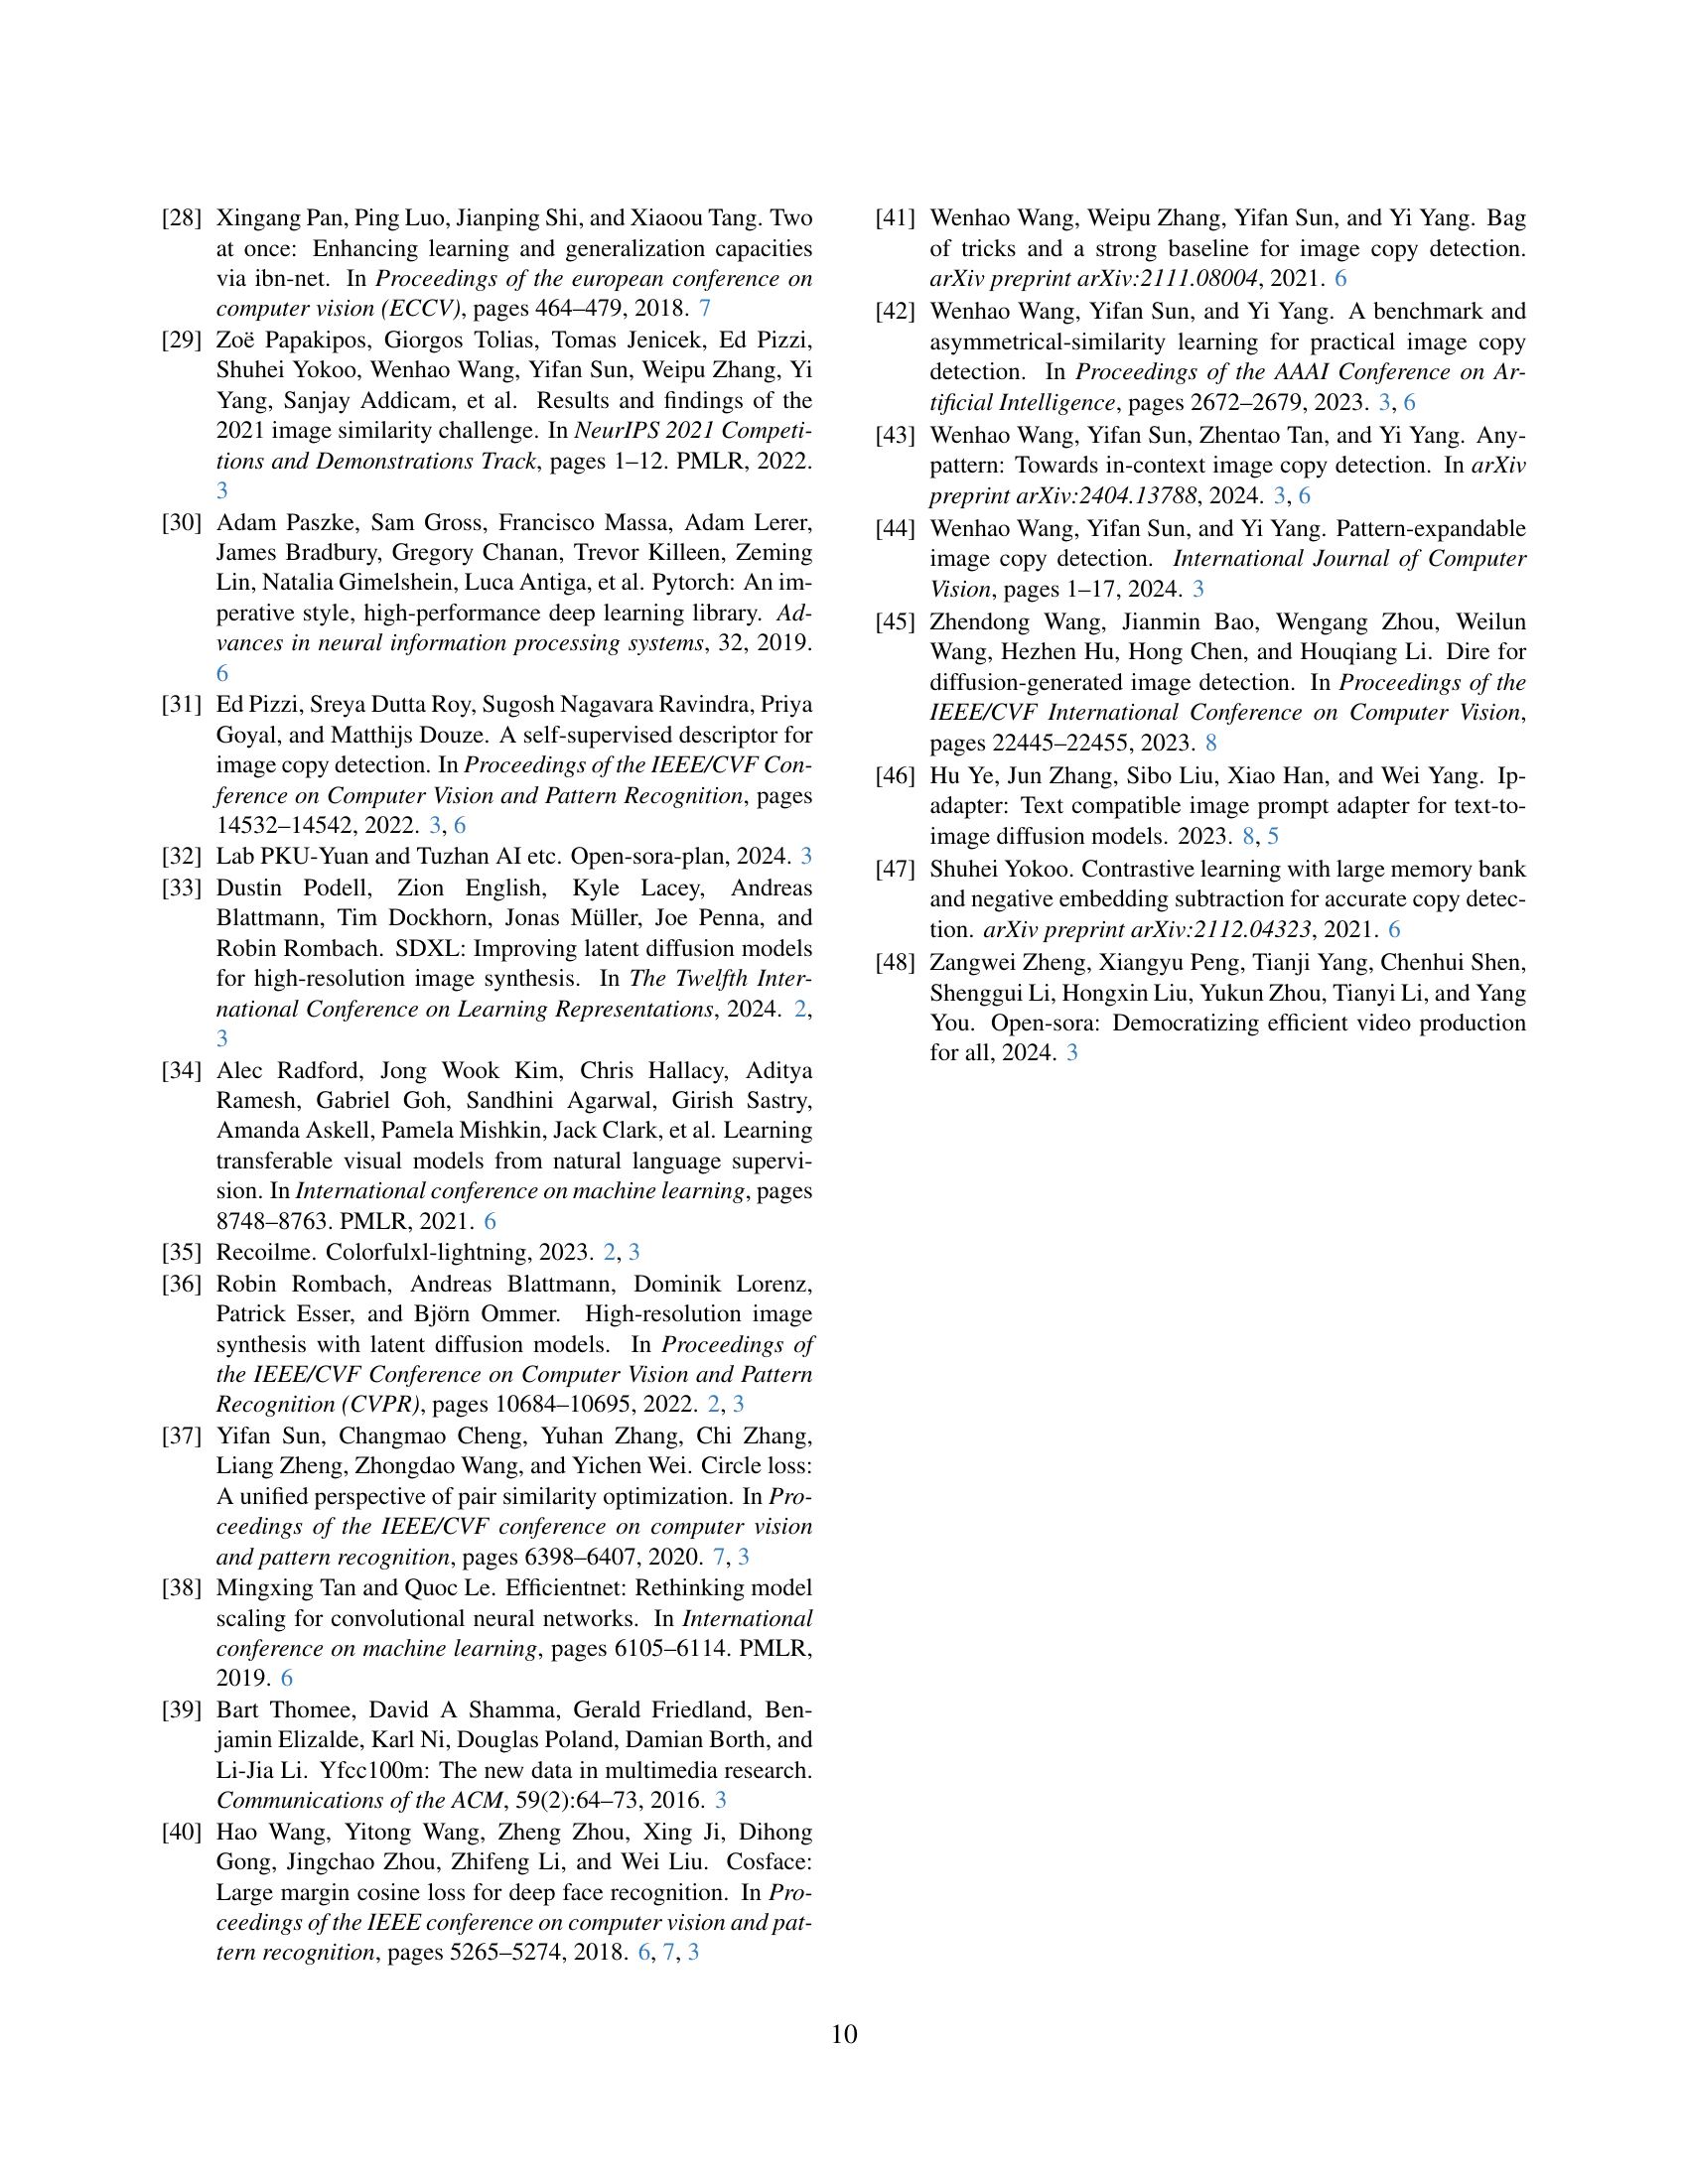 [28] Xingang Pan, Ping Luo, Jianping Shi, and Xiaoou Tang. Two
at once: Enhancing learning and generalization capacities
via ibn-net. In Proceedings of the european conference on
computer vision (ECCV), pages 464–479, 2018. 7
[29] Zoë Papakipos, Giorgos Tolias, Tomas Jenicek, Ed Pizzi,
Shuhei Yokoo, Wenhao Wang, Yifan Sun, Weipu Zhang, Yi
Yang, Sanjay Addicam, et al. Results and findings of the
2021 image similarity challenge. In NeurIPS 2021 Competi-
tions and Demonstrations Track, pages 1–12. PMLR, 2022.
3
[30] Adam Paszke, Sam Gross, Francisco Massa, Adam Lerer,
James Bradbury, Gregory Chanan, Trevor Killeen, Zeming
Lin, Natalia Gimelshein, Luca Antiga, et al. Pytorch: An im-
perative style, high-performance deep learning library. Ad-
vances in neural information processing systems, 32, 2019.
6
[31] Ed Pizzi, Sreya Dutta Roy, Sugosh Nagavara Ravindra, Priya
Goyal, and Matthijs Douze. A self-supervised descriptor for
image copy detection. In Proceedings of the IEEE/CVF Con-
ference on Computer Vision and Pattern Recognition, pages
14532–14542, 2022. 3, 6
[32] Lab PKU-Yuan and Tuzhan AI etc. Open-sora-plan, 2024. 3
[33] Dustin Podell, Zion English, Kyle Lacey, Andreas
Blattmann, Tim Dockhorn, Jonas Müller, Joe Penna, and
Robin Rombach. SDXL: Improving latent diffusion models
for high-resolution image synthesis. In The Twelfth Inter-
national Conference on Learning Representations, 2024. 2,
3
[34] Alec Radford, Jong Wook Kim, Chris Hallacy, Aditya
Ramesh, Gabriel Goh, Sandhini Agarwal, Girish Sastry,
Amanda Askell, Pamela Mishkin, Jack Clark, et al. Learning
transferable visual models from natural language supervi-
sion. In International conference on machine learning, pages
8748–8763. PMLR, 2021. 6
[35] Recoilme. Colorfulxl-lightning, 2023. 2, 3
[36] Robin Rombach, Andreas Blattmann, Dominik Lorenz,
Patrick Esser, and Björn Ommer. High-resolution image
synthesis with latent diffusion models. In Proceedings of
the IEEE/CVF Conference on Computer Vision and Pattern
Recognition (CVPR), pages 10684–10695, 2022. 2, 3
[37] Yifan Sun, Changmao Cheng, Yuhan Zhang, Chi Zhang,
Liang Zheng, Zhongdao Wang, and Yichen Wei. Circle loss:
A unified perspective of pair similarity optimization. In Pro-
ceedings of the IEEE/CVF conference on computer vision
and pattern recognition, pages 6398–6407, 2020. 7, 3
[38] Mingxing Tan and Quoc Le. Efficientnet: Rethinking model
scaling for convolutional neural networks. In International
conference on machine learning, pages 6105–6114. PMLR,
2019. 6
[39] Bart Thomee, David A Shamma, Gerald Friedland, Ben-
jamin Elizalde, Karl Ni, Douglas Poland, Damian Borth, and
Li-Jia Li. Yfcc100m: The new data in multimedia research.
Communications of the ACM, 59(2):64–73, 2016. 3
[40] Hao Wang, Yitong Wang, Zheng Zhou, Xing Ji, Dihong
Gong, Jingchao Zhou, Zhifeng Li, and Wei Liu. Cosface:
Large margin cosine loss for deep face recognition. In Pro-
ceedings of the IEEE conference on computer vision and pat-
tern recognition, pages 5265–5274, 2018. 6, 7, 3
[41] Wenhao Wang, Weipu Zhang, Yifan Sun, and Yi Yang. Bag
of tricks and a strong baseline for image copy detection.
arXiv preprint arXiv:2111.08004, 2021. 6
[42] Wenhao Wang, Yifan Sun, and Yi Yang. A benchmark and
asymmetrical-similarity learning for practical image copy
detection. In Proceedings of the AAAI Conference on Ar-
tificial Intelligence, pages 2672–2679, 2023. 3, 6
[43] Wenhao Wang, Yifan Sun, Zhentao Tan, and Yi Yang. Any-
pattern: Towards in-context image copy detection. In arXiv
preprint arXiv:2404.13788, 2024. 3, 6
[44] Wenhao Wang, Yifan Sun, and Yi Yang. Pattern-expandable
image copy detection. International Journal of Computer
Vision, pages 1–17, 2024. 3
[45] Zhendong Wang, Jianmin Bao, Wengang Zhou, Weilun
Wang, Hezhen Hu, Hong Chen, and Houqiang Li. Dire for
diffusion-generated image detection. In Proceedings of the
IEEE/CVF International Conference on Computer Vision,
pages 22445–22455, 2023. 8
[46] Hu Ye, Jun Zhang, Sibo Liu, Xiao Han, and Wei Yang. Ip-
adapter: Text compatible image prompt adapter for text-to-
image diffusion models. 2023. 8, 5
[47] Shuhei Yokoo. Contrastive learning with large memory bank
and negative embedding subtraction for accurate copy detec-
tion. arXiv preprint arXiv:2112.04323, 2021. 6
[48] Zangwei Zheng, Xiangyu Peng, Tianji Yang, Chenhui Shen,
Shenggui Li, Hongxin Liu, Yukun Zhou, Tianyi Li, and Yang
You. Open-sora: Democratizing efficient video production
for all, 2024. 3
10